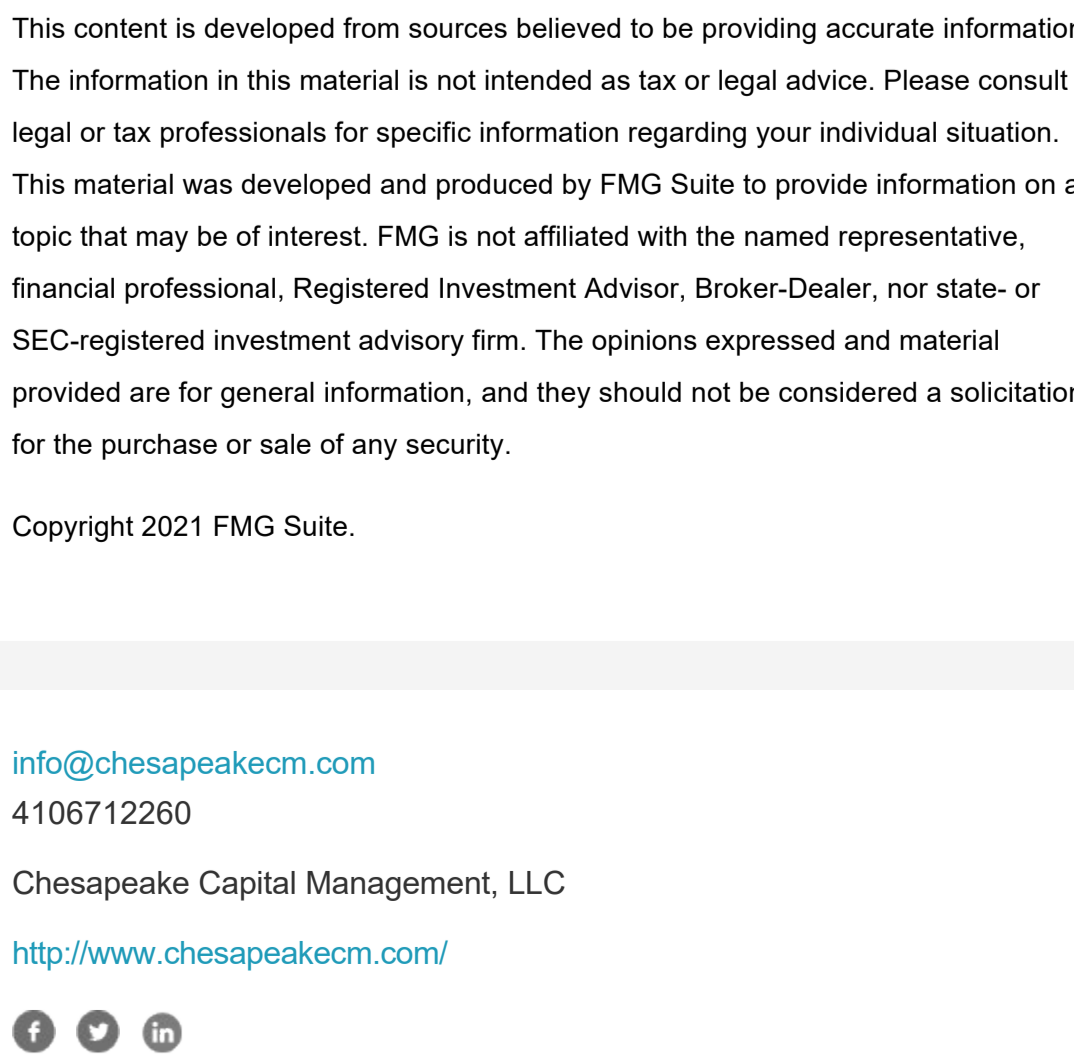 This content is developed from sources believed to be providing accurate information
The information in this material is not intended as tax or legal advice. Please consult
legal or tax professionals for specific information regarding your individual situation.
This material was developed and produced by FMG Suite to provide information on a
topic that may be of interest. FMG is not affiliated with the named representative,
financial professional, Registered Investment Advisor, Broker-Dealer, nor state- or
SEC-registered investment advisory firm. The opinions expressed and material
provided are for general information, and they should not be considered a solicitation
for the purchase or sale of any security.
Copyright 2021 FMG Suite.
info@chesapeakecm.com
4106712260
Chesapeake Capital Management, LLC
http://www.chesapeakecm.com/
f in